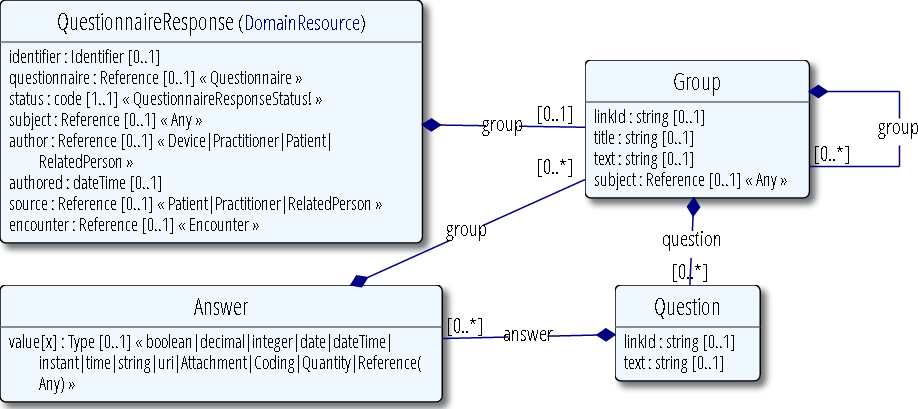 QuestionnaireResponse (DomainResource)
identifier : Identifier [0..1]
questionnaire : Reference [0..1] « Questionnaire »
status : code [1..1] « QuestionnaireResponseStatus! »
subject : Reference [0..1] « Any »
author : Reference [0..1] « Device|Practitioner|Patient|
RelatedPerson »
authored : dateTime [0..1]
source : Reference [0..1] « Patient|Practitioner|RelatedPerson »
encounter : Reference [0..1] « Encounter »
group
[0..1]
Group
linkId : string [0..1]
title : string [0..1]
text : string [0..1]
subject : Reference [0..1] « Any »
group
[0..*]
[0..*]
group
question
[0..*]
Answer
value[x] : Type [0..1] « boolean|decimal|integer|date|dateTime|
instant|time|string|uri|Attachment|Coding|Quantity|Reference(
Any) »
[0..*]
answer
Question
linkId : string [0..1]
text : string [0..1]